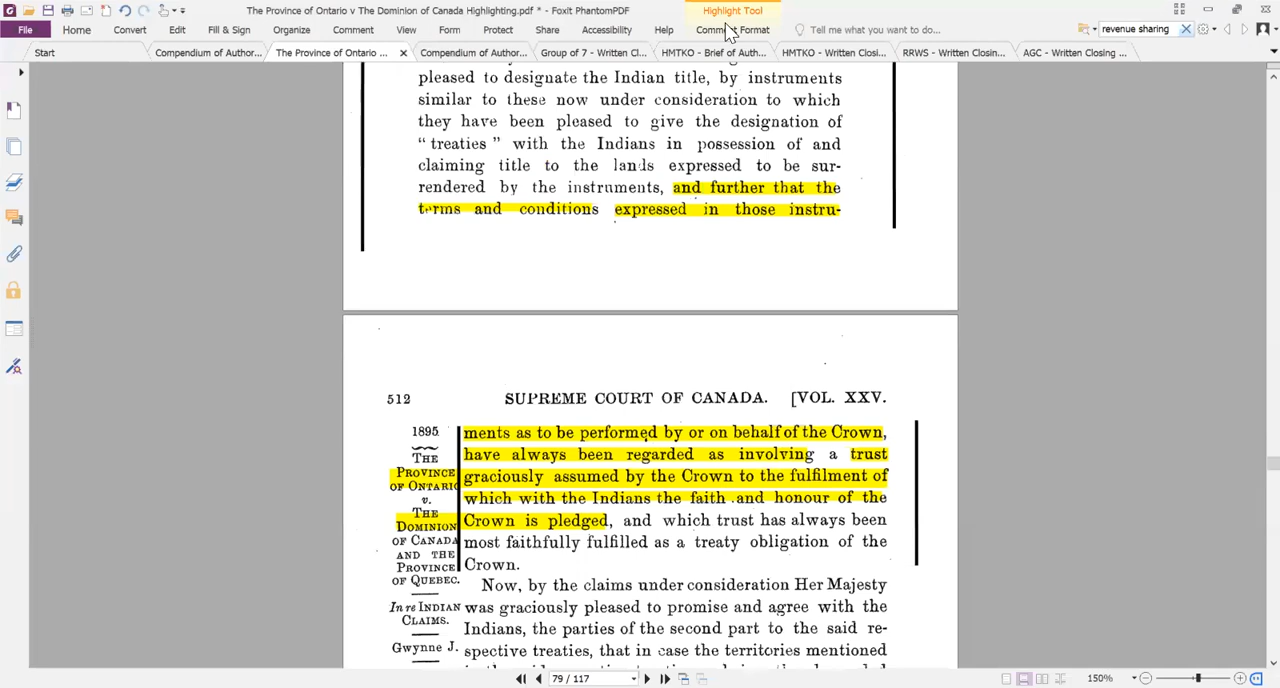 The Province of Ontario v The Dominion of Canada Highlighting.pdf * - Foxit PhantomPDF
Highlight Tool
File Home Convert Edit Fill & Sign Organize Comment View Form Protect Share Accessibility Help Comment Format Tell me what you want to do... revenue sharing
Start Compendium of Author... The Province of Ontario ... Compendium of Author... Group of 7 - Written Cl... HMTKO - Brief of Auth... HMTKO - Written Closi... RRWS - Written Closin... AGC - Written Closing ...
pleased to designate the Indian title, by instruments
similar to these now under consideration to which
they have been pleased to give the designation of
“ treaties ” with the Indians in possession of and
claiming title to the lands expressed to be sur-
rendered by the instruments, and further that the
terms and conditions expressed in those instru-
512 SUPREME COURT OF CANADA. [VOL. XXV.
1895 ments as to be performed by or on behalf of the Crown,
THE have always been regarded as involving a trust
PROVINCE graciously assumed by the Crown to the fulfilment of
OF ONTARIO which with the Indians the faith and honour of the
v.
THE
DOMINION Crown is pledged, and which trust has always been
OF CANADA most faithfully fulfilled as a treaty obligation of the
AND THE
PROVINCE Crown.
OF QUEBEC. Now, by the claims under consideration Her Majesty
In re INDIAN was graciously pleased to promise and agree with the
CLAIMS. Indians, the parties of the second part to the said re-
Gwynne J. spective treaties, that in case the territories mentioned
79 / 117 150%